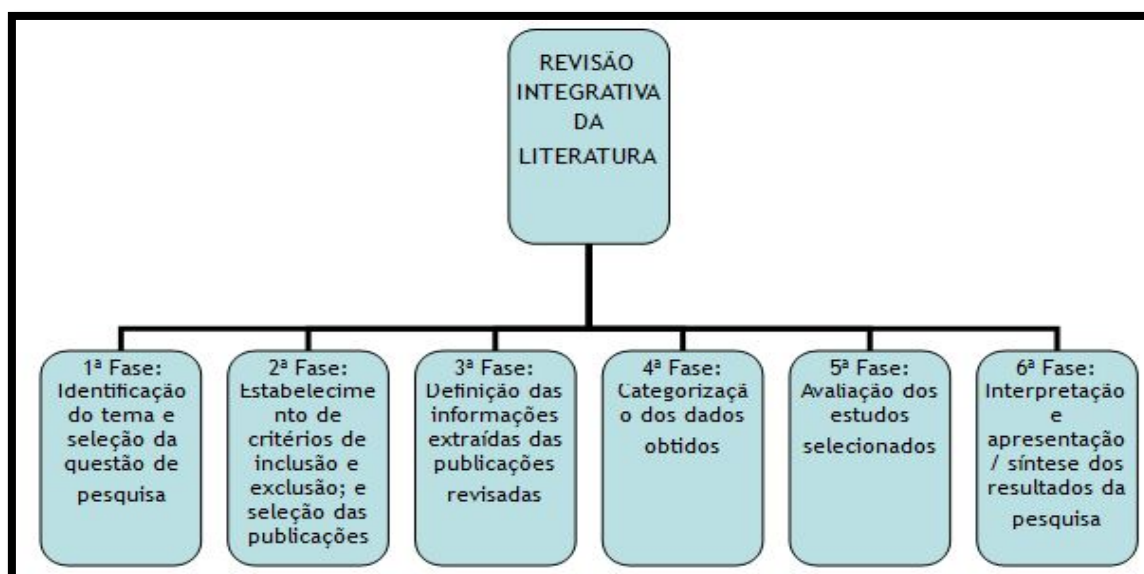 REVISÃO
INTEGRATIVA
DA
LITERATURA
1ª Fase:
Identificação
do tema e
seleção da
questão de
pesquisa
2ª Fase:
Estabelecime
nto de
critérios de
inclusão e
exclusão; e
seleção das
publicações
3ª Fase:
Definição das
informações
extraídas das
publicações
revisadas
4ª Fase:
Categorizaçã
o dos dados
obtidos
5ª Fase:
Avaliação dos
estudos
selecionados
6ª Fase:
Interpretação
e
apresentação
/ síntese dos
resultados da
pesquisa